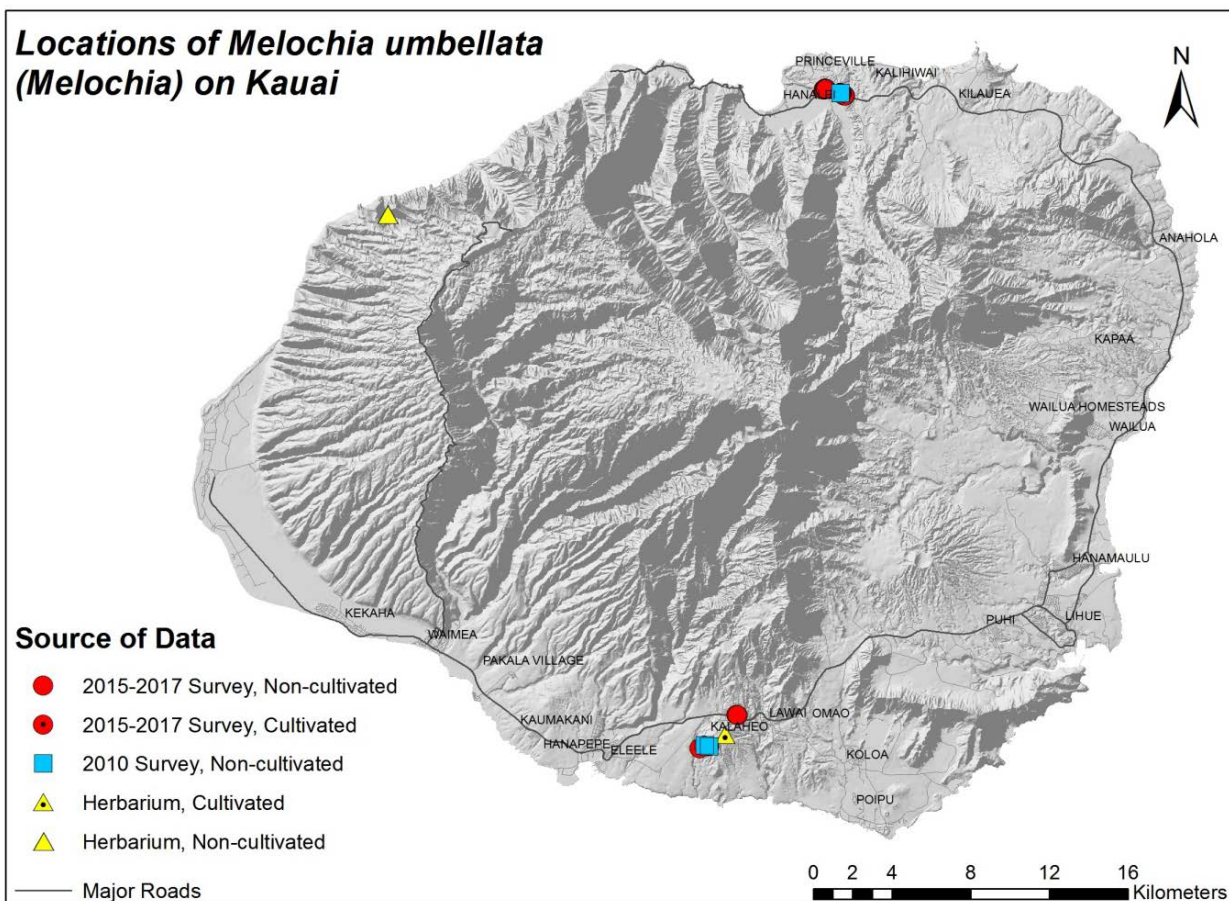 Locations of Melochia umbellata
(Melochia) on Kauai
N
PRINCEVILLE
KALIHIWAI
HANALEI
KILAUEA
ANAHOLA
KAPAA
WAILUA HOMESTEADS
WAILUA
HANAMAULU
LIHUE
PUHI
KEKAHA
WAIMEA
PAKALA VILLAGE
KAUMAKANI
HANAPEPE
ELEELE
KALAHEO
LAWAI
OMAO
KOLOA
POIPU
Source of Data
2015-2017 Survey, Non-cultivated
2015-2017 Survey, Cultivated
2010 Survey, Non-cultivated
Herbarium, Cultivated
Herbarium, Non-cultivated
Major Roads
0 2 4 8 12 16
Kilometers